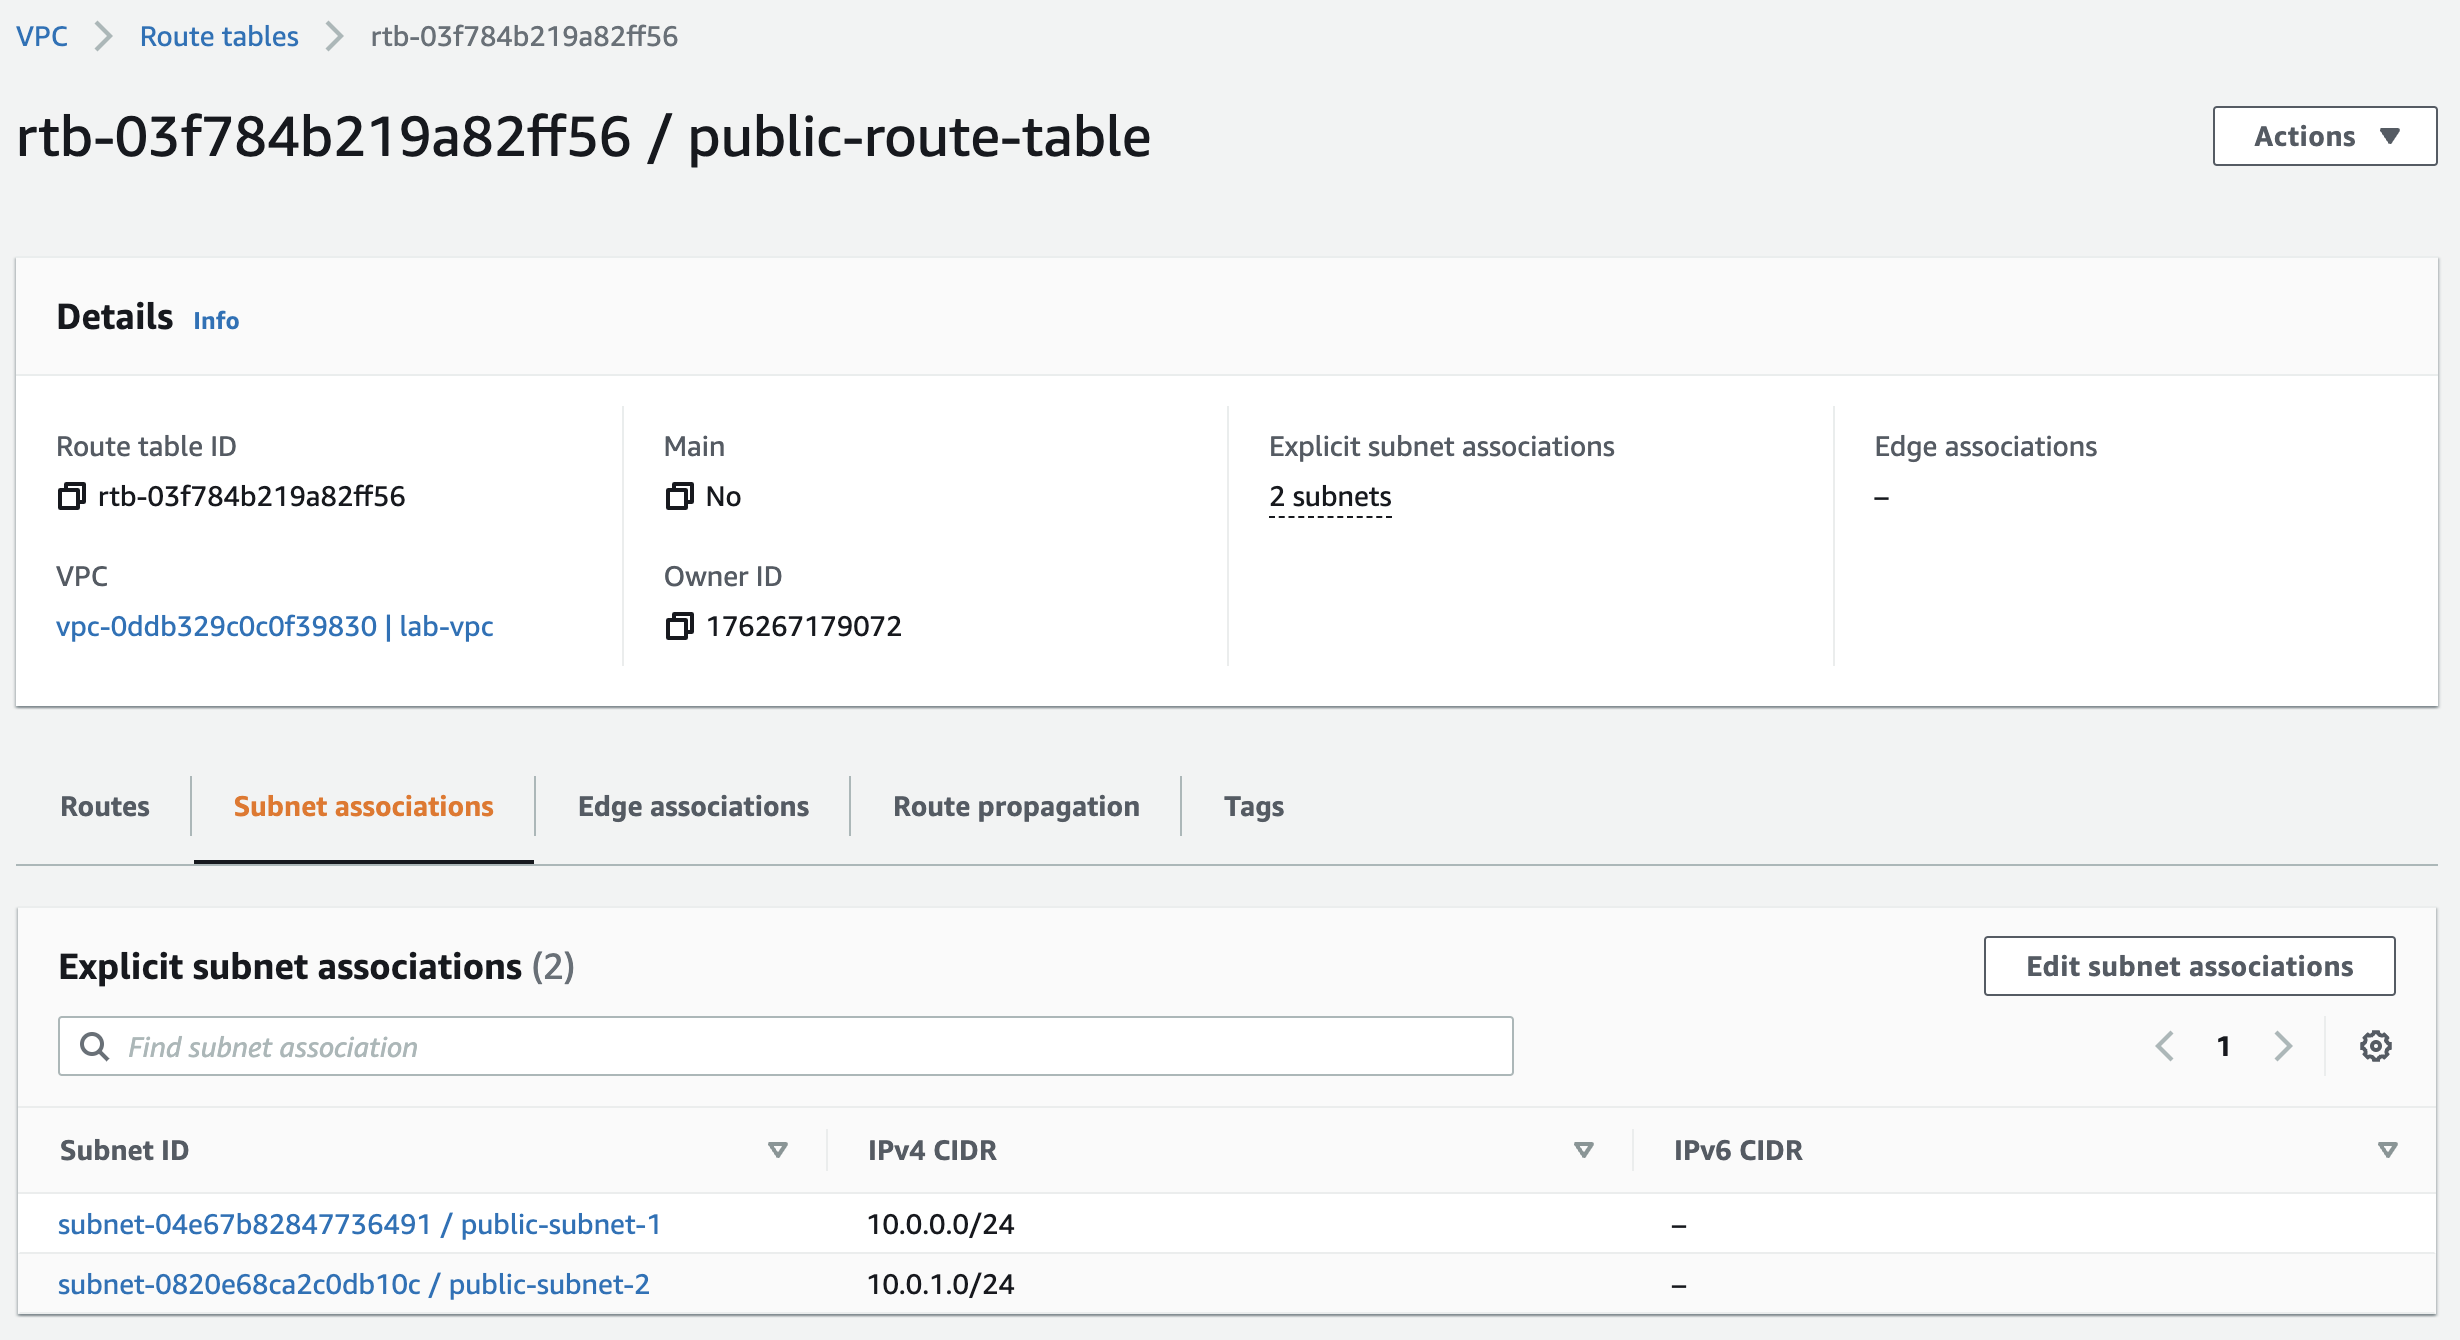 VPC > Route tables > rtb-03f784b219a82ff56
rtb-03f784b219a82ff56 / public-route-table
Actions
Details Info
Route table ID
rtb-03f784b219a82ff56
Main
No
Explicit subnet associations
2 subnets
Edge associations
–
VPC
vpc-0ddb329c0c0f39830 | lab-vpc
Owner ID
176267179072
Routes Subnet associations Edge associations Route propagation Tags
Explicit subnet associations (2)
Edit subnet associations
Find subnet association
1
Subnet ID IPv4 CIDR IPv6 CIDR
subnet-04e67b82847736491 / public-subnet-1 10.0.0.0/24 –
subnet-0820e68ca2c0db10c / public-subnet-2 10.0.1.0/24 –